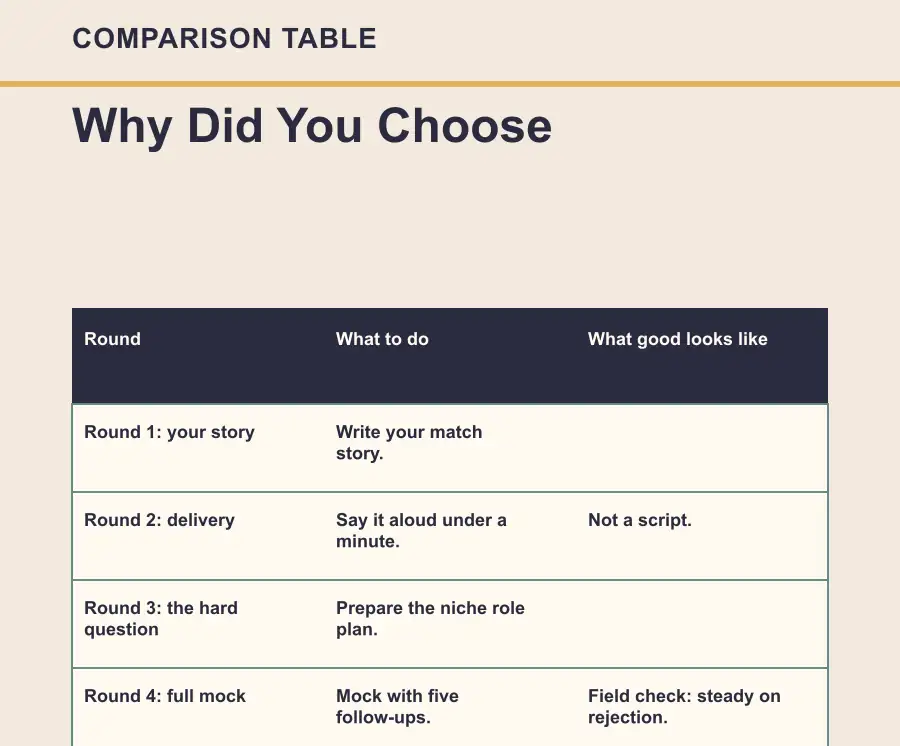 COMPARISON TABLE
Why Did You Choose
Round What to do What good looks like
Round 1: your story Write your match
story.
Round 2: delivery Say it aloud under a Not a script.
minute.
Round 3: the hard Prepare the niche role
question plan.
Round 4: full mock Mock with five Field check: steady on
follow-ups. rejection.